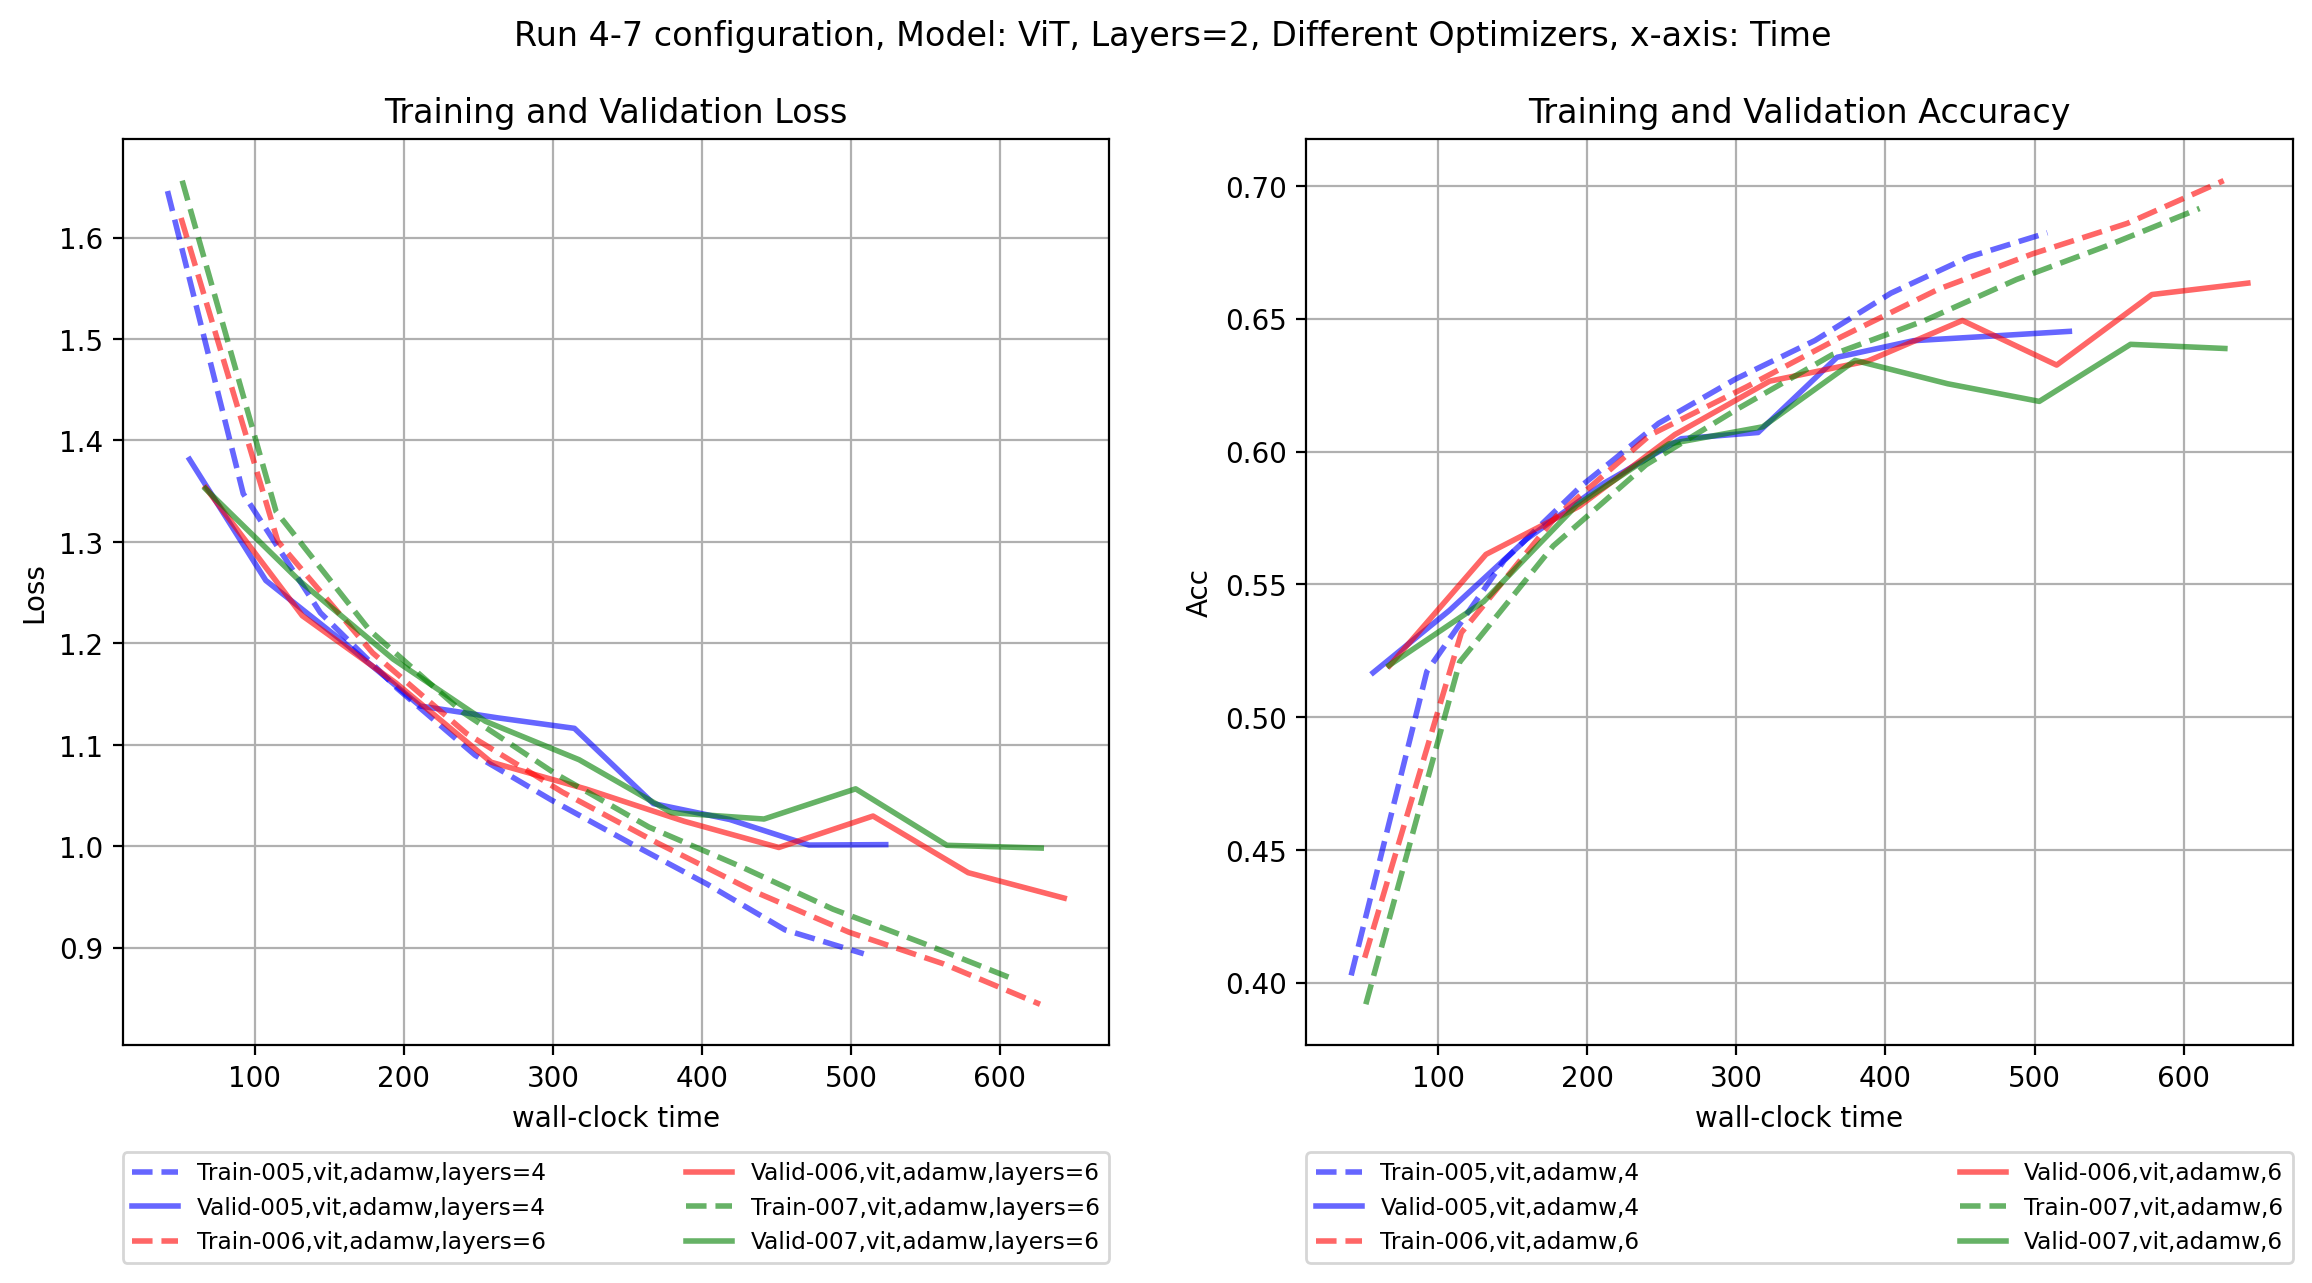 Run 4-7 configuration, Model: ViT, Layers=2, Different Optimizers, x-axis: Time
Training and Validation Loss
1.6
1.5
1.4
1.3
1.2
1.1
1.0
0.9
Loss
100 200 300 400 500 600
wall-clock time
Train-005,vit,adamw,layers=4
Valid-005,vit,adamw,layers=4
Train-006,vit,adamw,layers=6
Valid-006,vit,adamw,layers=6
Train-007,vit,adamw,layers=6
Valid-007,vit,adamw,layers=6
Training and Validation Accuracy
0.70
0.65
0.60
0.55
0.50
0.45
0.40
Acc
100 200 300 400 500 600
wall-clock time
Train-005,vit,adamw,4
Valid-005,vit,adamw,4
Train-006,vit,adamw,6
Valid-006,vit,adamw,6
Train-007,vit,adamw,6
Valid-007,vit,adamw,6